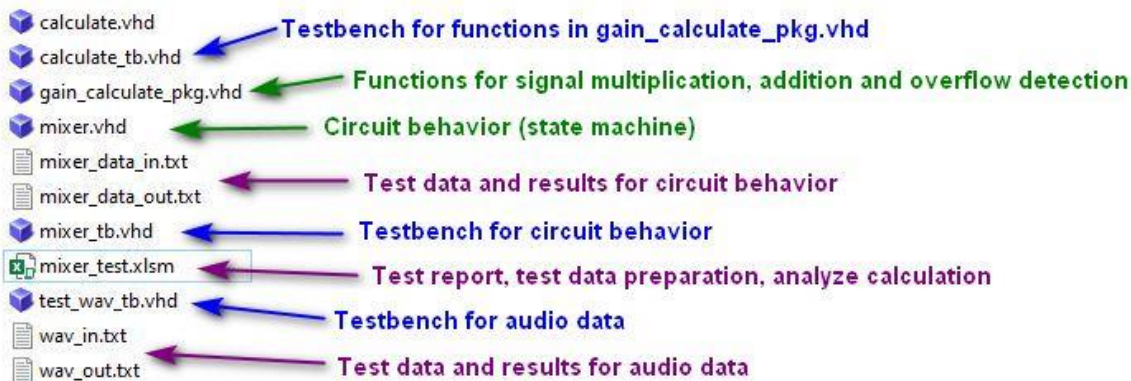 calculate.vhd
calculate_tb.vhd
Testbench for functions in gain_calculate_pkg.vhd
gain_calculate_pkg.vhd
Functions for signal multiplication, addition and overflow detection
mixer.vhd
Circuit behavior (state machine)
mixer_data_in.txt
mixer_data_out.txt
Test data and results for circuit behavior
mixer_tb.vhd
Testbench for circuit behavior
mixer_test.xlsm
Test report, test data preparation, analyze calculation
test_wav_tb.vhd
Testbench for audio data
wav_in.txt
wav_out.txt
Test data and results for audio data